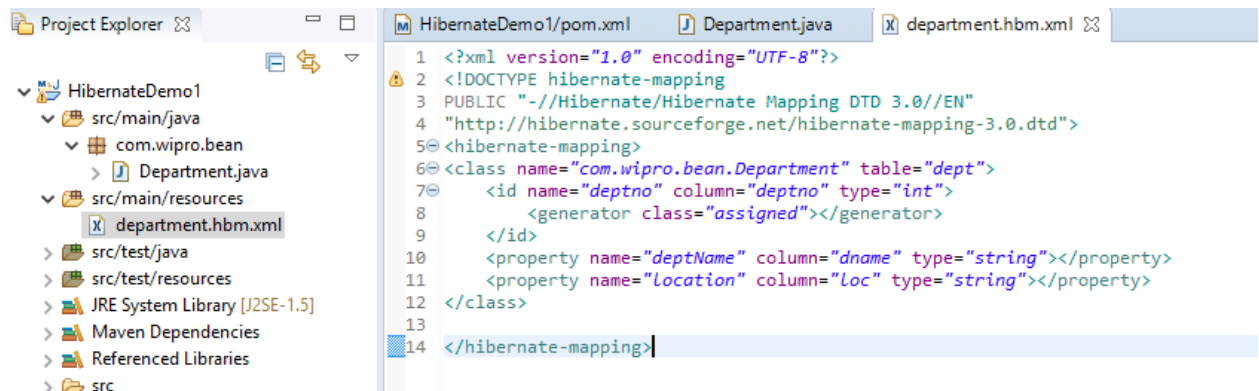 Project Explorer
HibernateDemo1
src/main/java
com.wipro.bean
Department.java
src/main/resources
department.hbm.xml
src/test/java
src/test/resources
JRE System Library [J2SE-1.5]
Maven Dependencies
Referenced Libraries
src
HibernateDemo1/pom.xml Department.java department.hbm.xml
1 <?xml version="1.0" encoding="UTF-8"?>
2 <!DOCTYPE hibernate-mapping
3 PUBLIC "-//Hibernate/Hibernate Mapping DTD 3.0//EN"
4 "http://hibernate.sourceforge.net/hibernate-mapping-3.0.dtd">
5 <hibernate-mapping>
6 <class name="com.wipro.bean.Department" table="dept">
7 <id name="deptno" column="deptno" type="int">
8 <generator class="assigned"></generator>
9 </id>
10 <property name="deptName" column="dname" type="string"></property>
11 <property name="location" column="loc" type="string"></property>
12 </class>
13
14 </hibernate-mapping>